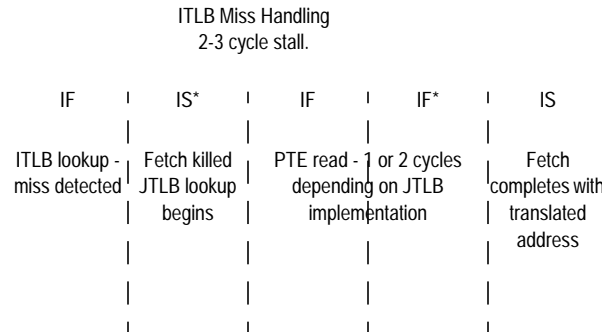 ITLB Miss Handling
2-3 cycle stall.
IF
IS*
IF
IF*
IS
ITLB lookup -
miss detected
Fetch killed
JTLB lookup
begins
PTE read - 1 or 2 cycles
depending on JTLB
implementation
Fetch
completes with
translated
address